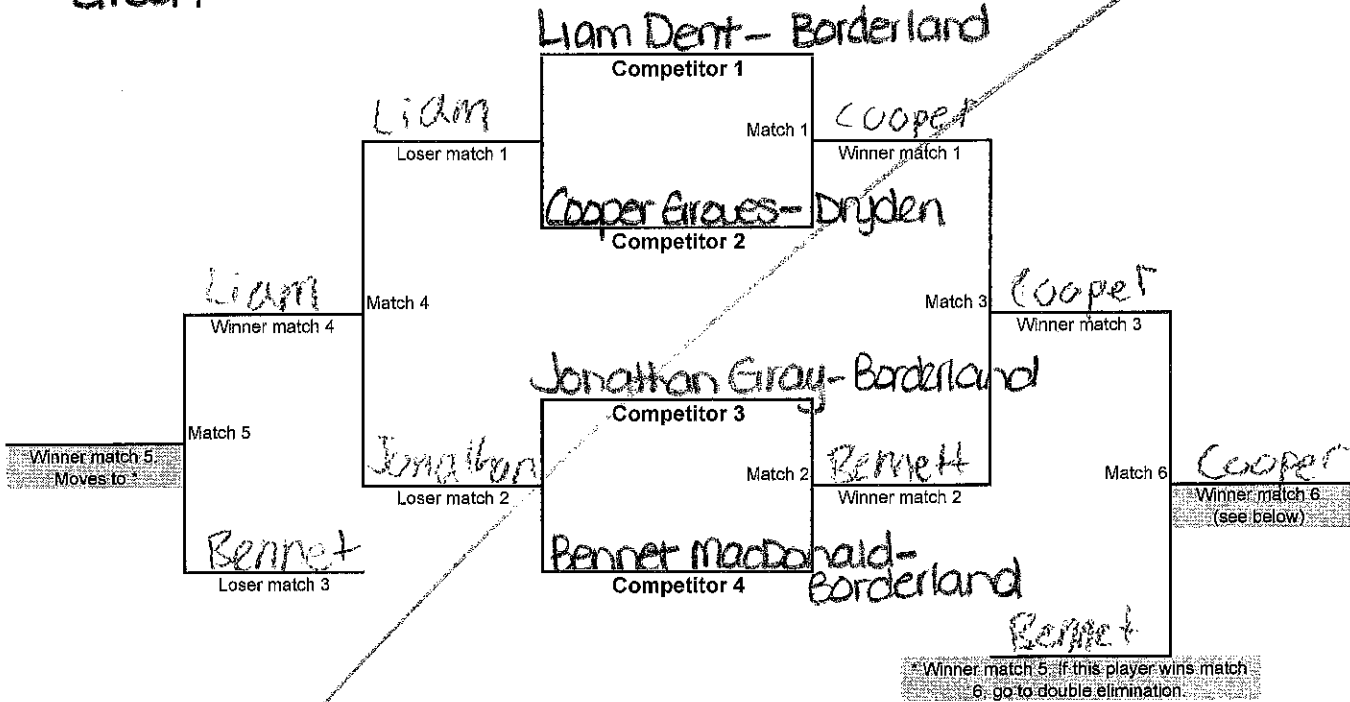 Liam Dent - Borderland
Competitor 1
Liam
Loser match 1
Match 1
Cooper
Winner match 1
Cooper Graves - Dryden
Competitor 2
Liam
Winner match 4
Match 4
Match 3
Cooper
Winner match 3
Jonathan Gray - Borderland
Competitor 3
Match 5
Winner match 5.
Moves to *
Jonathan
Loser match 2
Match 2
Bennett
Winner match 2
Match 6
Cooper
Winner match 6
(see below)
Bennet
Loser match 3
Bennet MacDonald -
Borderland
Competitor 4
Bennet
* Winner match 5. If this player wins match
6, go to double elimination.